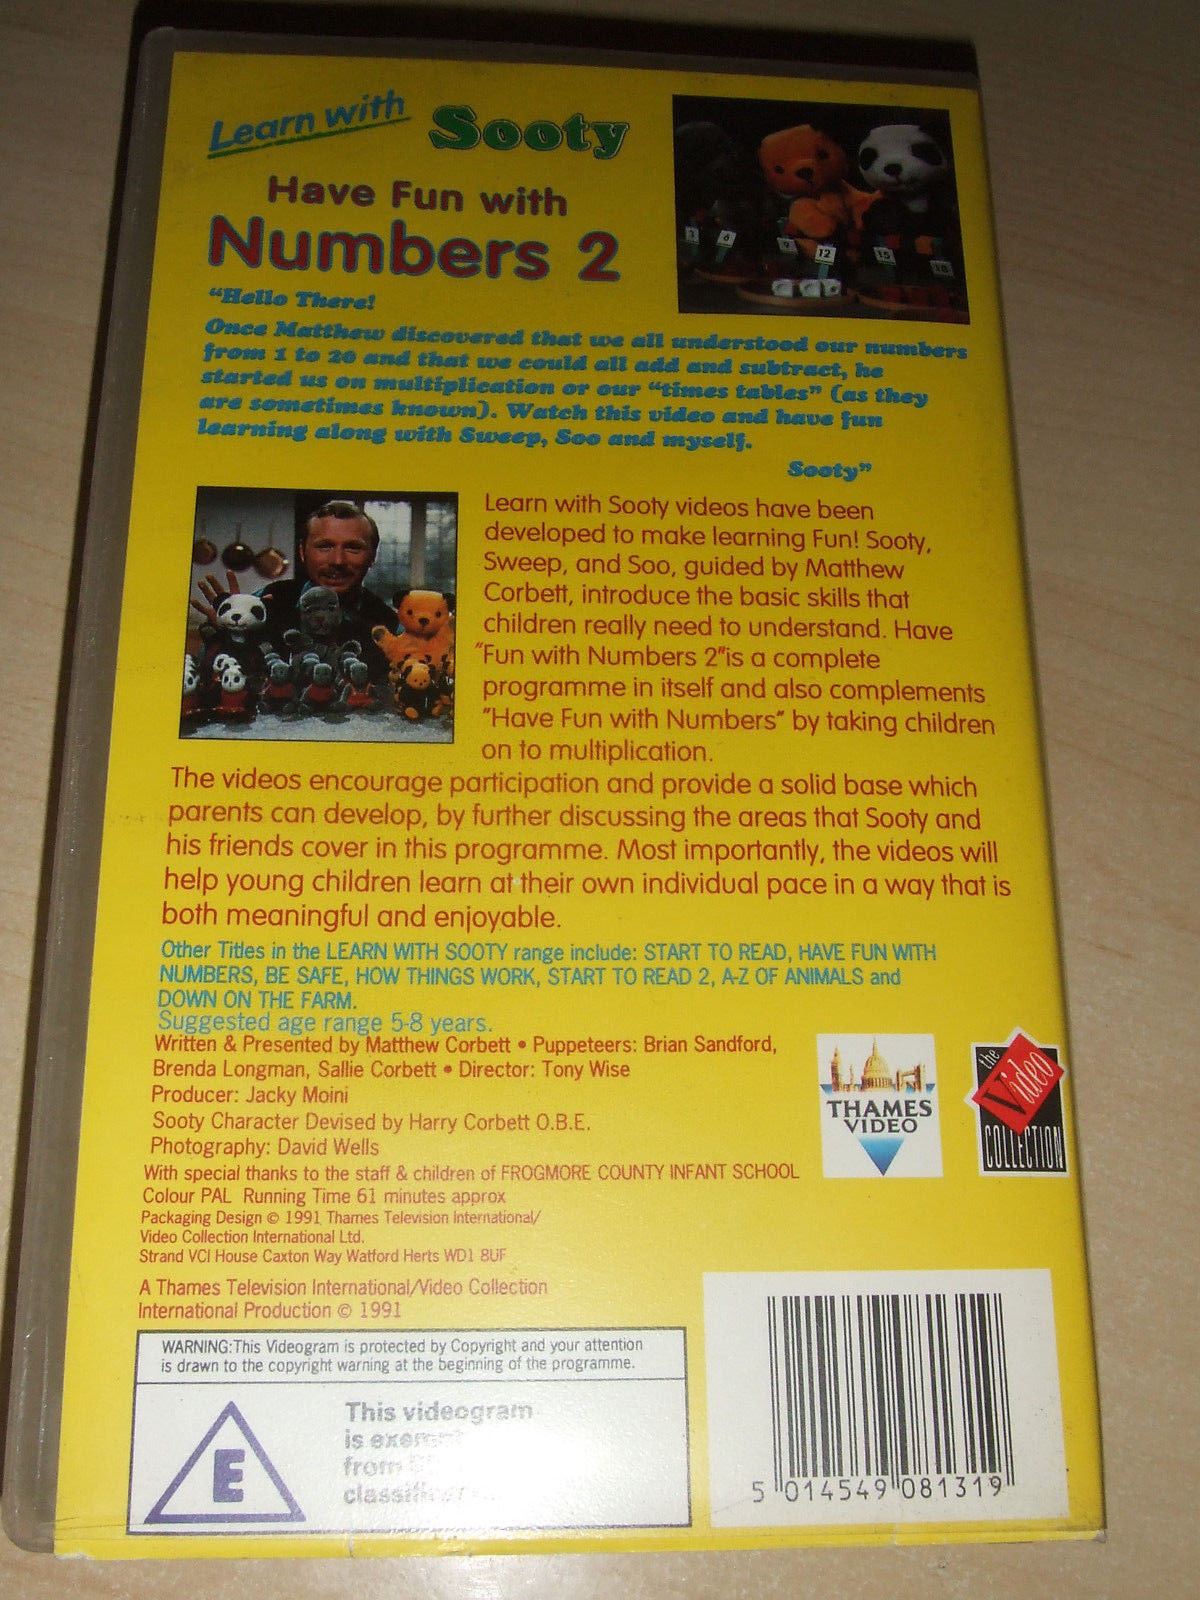 Learn with Sooty
Have Fun with
Numbers 2
3 6 9 12 15 18
"Hello There!
Once Matthew discovered that we all understood our numbers
from 1 to 20 and that we could all add and subtract, he
started us on multiplication or our "times tables" (as they
are sometimes known). Watch this video and have fun
learning along with Sweep, Soo and myself.
Sooty"
Learn with Sooty videos have been
developed to make learning Fun! Sooty,
Sweep, and Soo, guided by Matthew
Corbett, introduce the basic skills that
children really need to understand. Have
"Fun with Numbers 2"is a complete
programme in itself and also complements
"Have Fun with Numbers" by taking children
on to multiplication.
The videos encourage participation and provide a solid base which
parents can develop, by further discussing the areas that Sooty and
his friends cover in this programme. Most importantly, the videos will
help young children learn at their own individual pace in a way that is
both meaningful and enjoyable.
Other Titles in the LEARN WITH SOOTY range include: START TO READ, HAVE FUN WITH
NUMBERS, BE SAFE, HOW THINGS WORK, START TO READ 2, A-Z OF ANIMALS and
DOWN ON THE FARM.
Suggested age range 5-8 years.
Written & Presented by Matthew Corbett • Puppeteers: Brian Sandford,
Brenda Longman, Sallie Corbett • Director: Tony Wise
Producer: Jacky Moini
Sooty Character Devised by Harry Corbett O.B.E.
Photography: David Wells
With special thanks to the staff & children of FROGMORE COUNTY INFANT SCHOOL
Colour PAL Running Time 61 minutes approx
Packaging Design © 1991 Thames Television International/
Video Collection International Ltd.
Strand VCI House Caxton Way Watford Herts WD1 8UF
A Thames Television International/Video Collection
International Production © 1991
THAMES
VIDEO
the
Video
COLLECTION
WARNING:This Videogram is protected by Copyright and your attention
is drawn to the copyright warning at the beginning of the programme.
E
This videogram
is
from
5 014549 081319